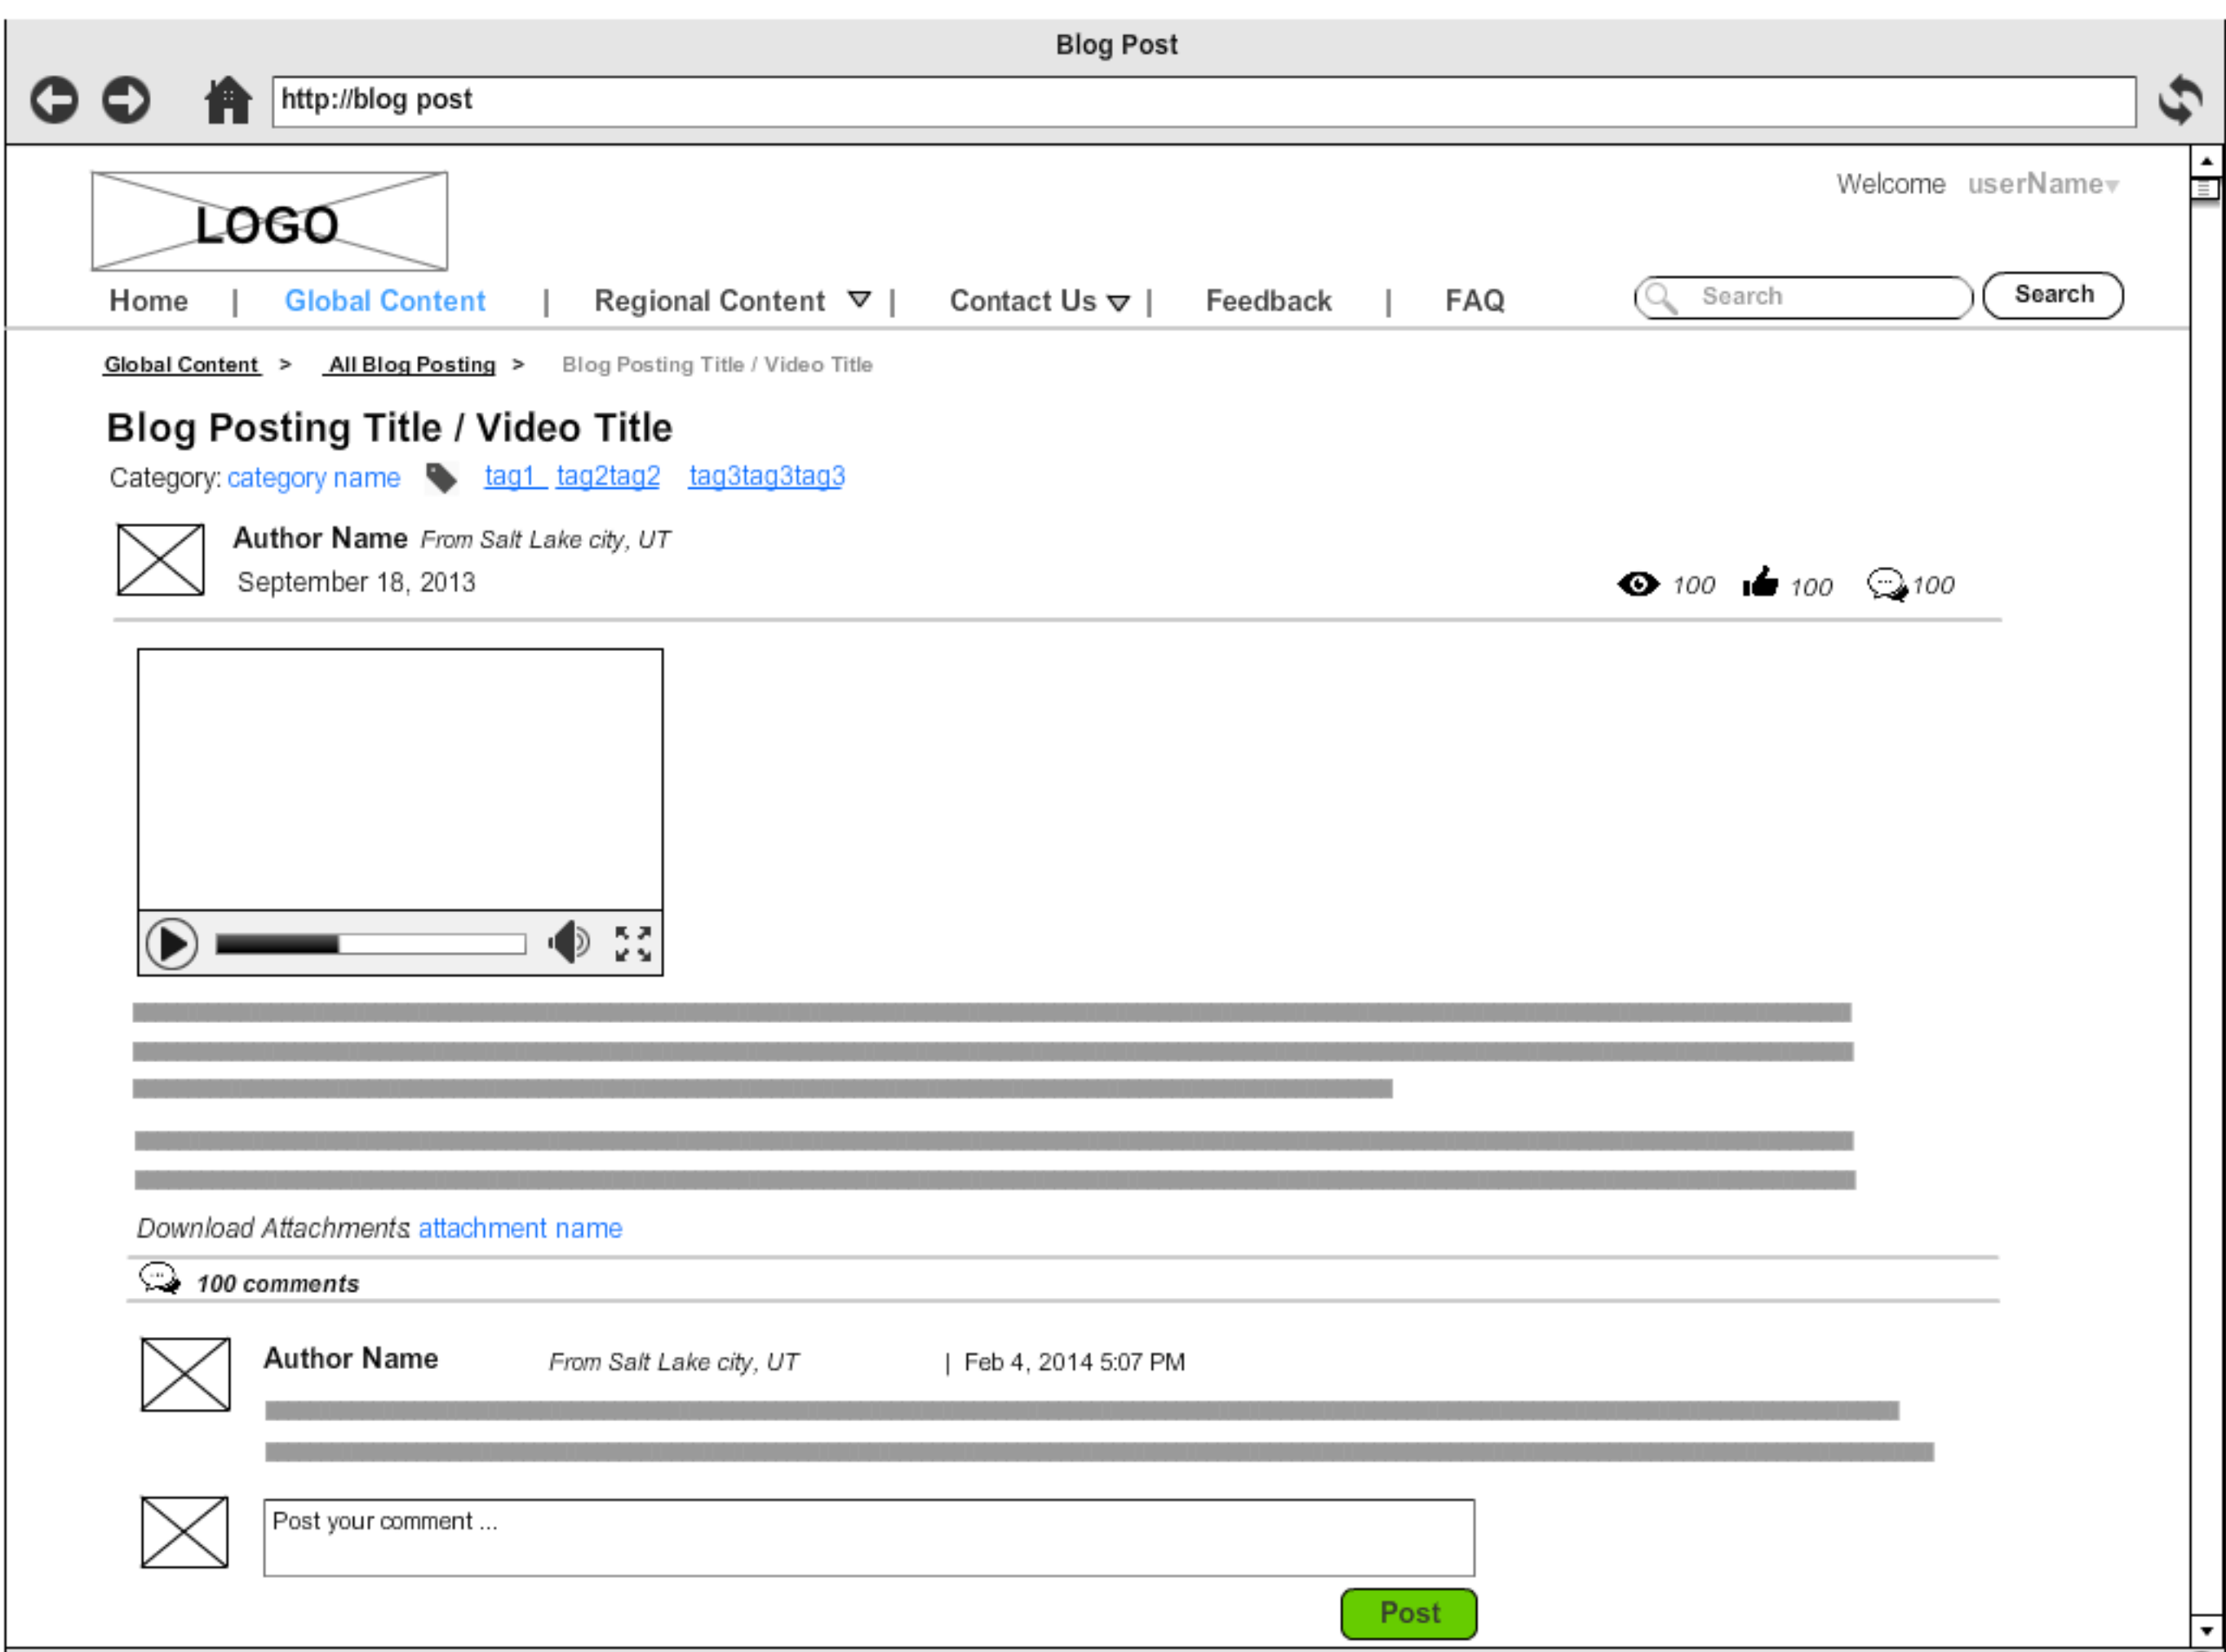 Blog Post
http://blog post
Welcome userName
LOGO
Home | Global Content | Regional Content | Contact Us | Feedback | FAQ Search Search
Global Content > All Blog Posting > Blog Posting Title / Video Title
Blog Posting Title / Video Title
Category: category name tag1 tag2tag2 tag3tag3tag3
Author Name From Salt Lake city, UT
September 18, 2013
100 100 100
Download Attachments attachment name
100 comments
Author Name From Salt Lake city, UT | Feb 4, 2014 5:07 PM
Post your comment ...
Post